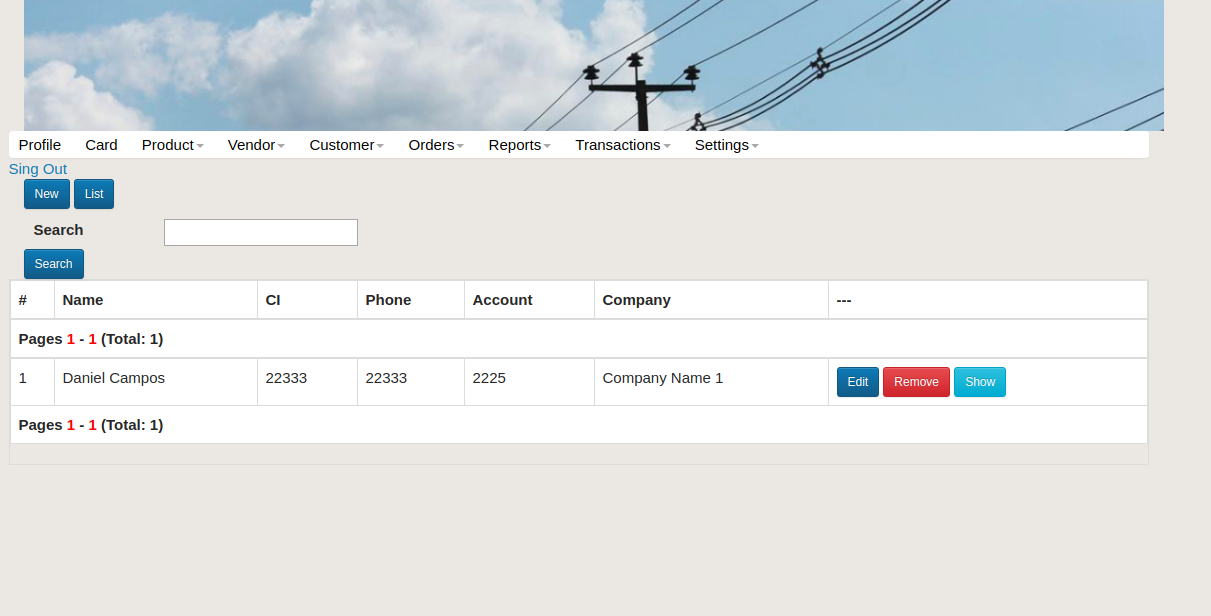 Profile Card Product Vendor Customer Orders Reports Transactions Settings
Sing Out
New List
Search
Search
# Name CI Phone Account Company ---
Pages 1 - 1 (Total: 1)
1 Daniel Campos 22333 22333 2225 Company Name 1 Edit Remove Show
Pages 1 - 1 (Total: 1)